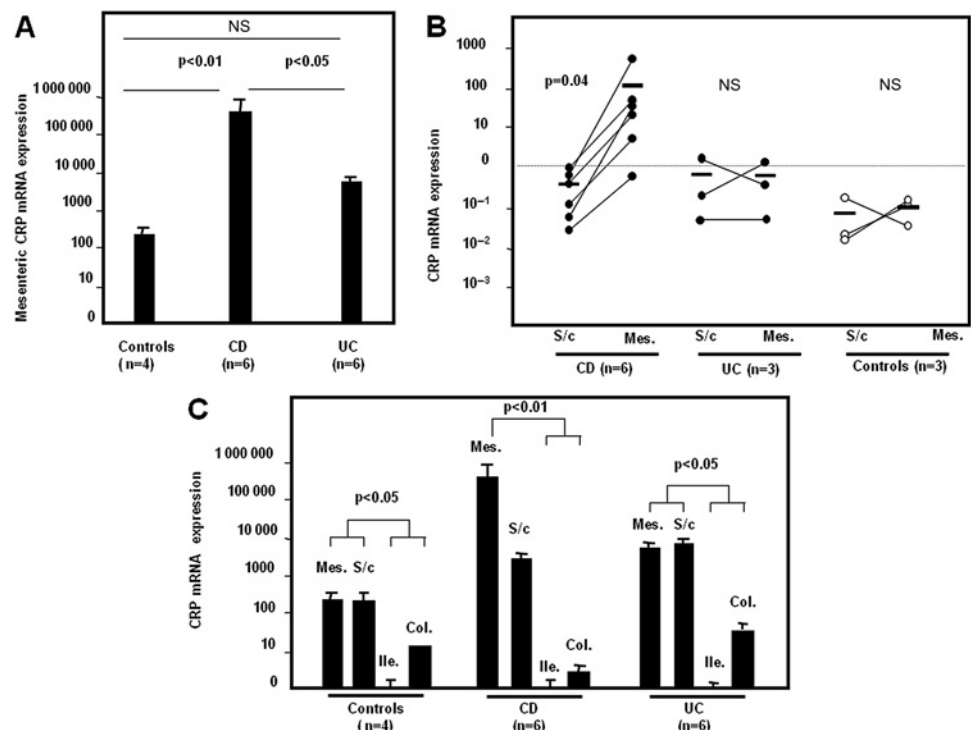 A
NS
p<0.01
p<0.05
Mesenteric CRP mRNA expression
1000 000
100 000
10 000
1000
100
10
0
Controls
( n=4)
CD
(n=6)
UC
(n=6)
B
CRP mRNA expression
1000
100
10
0
10⁻¹
10⁻²
10⁻³
p=0.04
NS
NS
S/c
Mes.
S/c
Mes.
S/c
Mes.
CD (n=6)
UC (n=3)
Controls (n=3)
C
CRP mRNA expression
1 000 000
100 000
10 000
1000
100
10
0
p<0.05
Mes.
S/c
Ile.
Col.
p<0.01
Mes.
S/c
Ile.
Col.
p<0.05
Mes.
S/c
Ile.
Col.
Controls
(n=4)
CD
(n=6)
UC
(n=6)